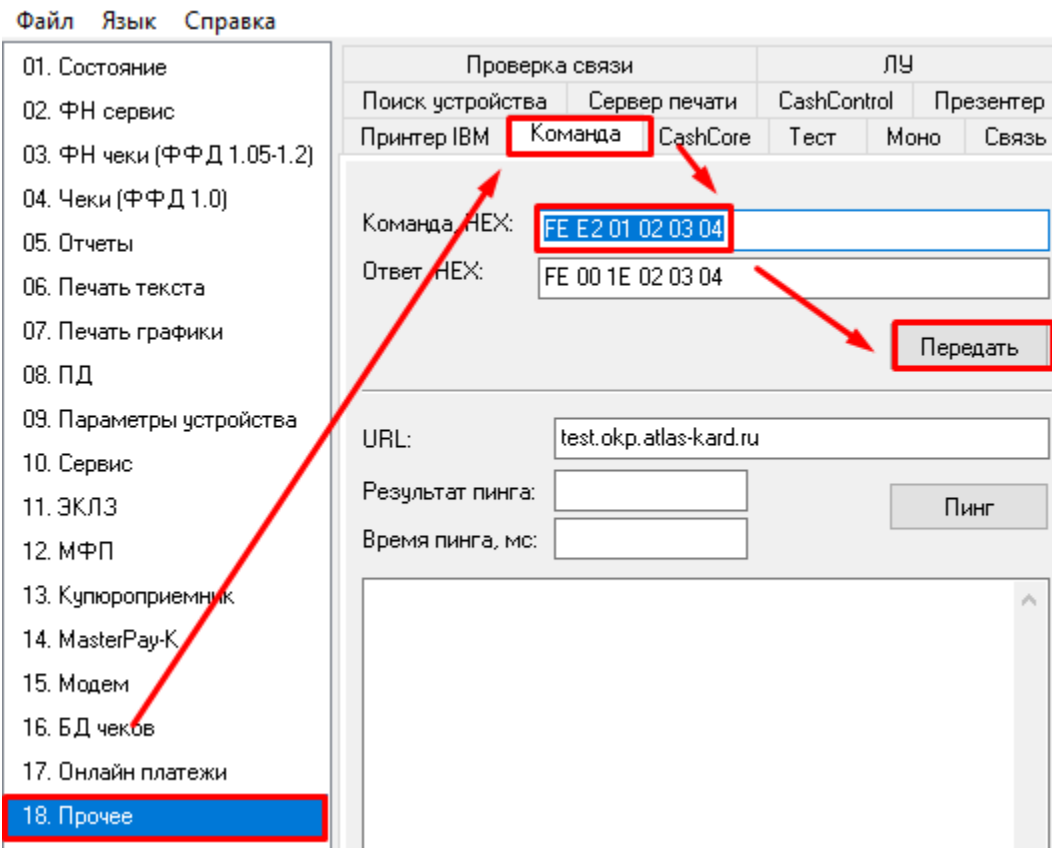 Файл Язык Справка
01. Состояние
02. ФН сервис
03. ФН чеки (ФФД 1.05-1.2)
04. Чеки (ФФД 1.0)
05. Отчеты
06. Печать текста
07. Печать графики
08. ПД
09. Параметры устройства
10. Сервис
11. ЭКЛЗ
12. МФП
13. Купюроприемник
14. MasterPay-K
15. Модем
16. БД чеков
17. Онлайн платежи
18. Прочее
Проверка связи ЛУ
Поиск устройства Сервер печати CashControl Презентер
Принтер IBM Команда CashCore Тест Моно Связь
Команда, HEX: FE E2 01 02 03 04
Ответ, HEX: FE 00 1E 02 03 04
Передать
URL: test.okp.atlas-kard.ru
Результат пинга:
Пинг
Время пинга, мс: